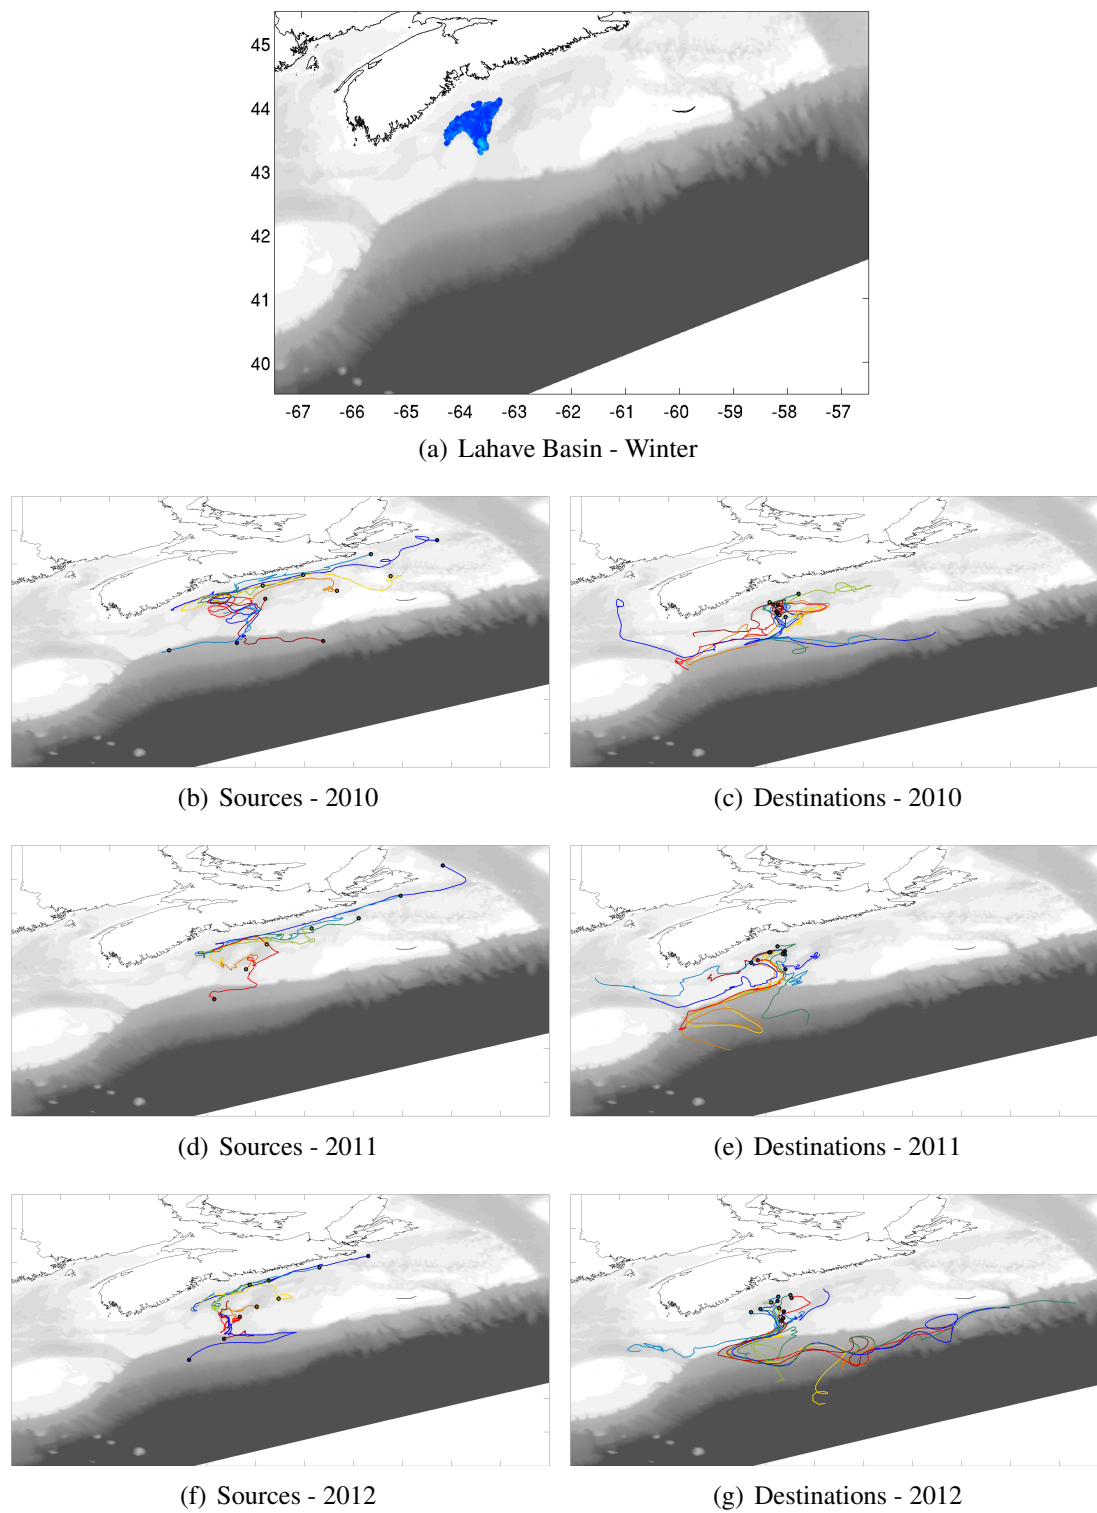 45
44
43
42
41
40
-67 -66 -65 -64 -63 -62 -61 -60 -59 -58 -57
(a) Lahave Basin - Winter
(b) Sources - 2010
(c) Destinations - 2010
(d) Sources - 2011
(e) Destinations - 2011
(f) Sources - 2012
(g) Destinations - 2012